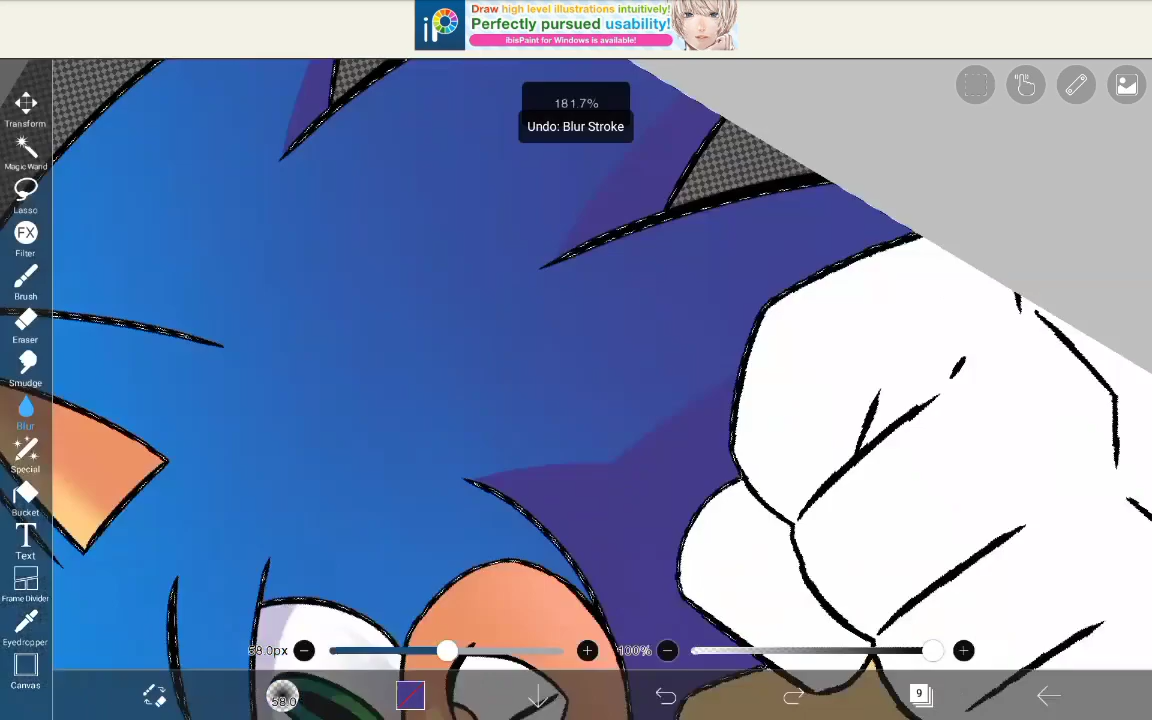 Draw high level illustrations intuitively!
Perfectly pursued usability!
ibisPaint for Windows is available!
181.7%
Undo: Blur Stroke
Transform
Magic Wand
Lasso
FX
Filter
Brush
Eraser
Smudge
Blur
Special
Bucket
T
Text
Frame Divider
Eyedropper
Canvas
58.0px
100%
58.0
9